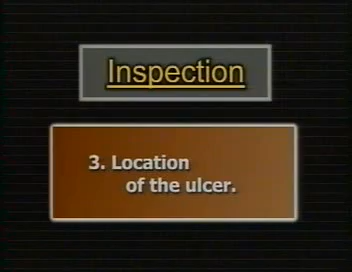 Inspection
3. Location
of the ulcer.